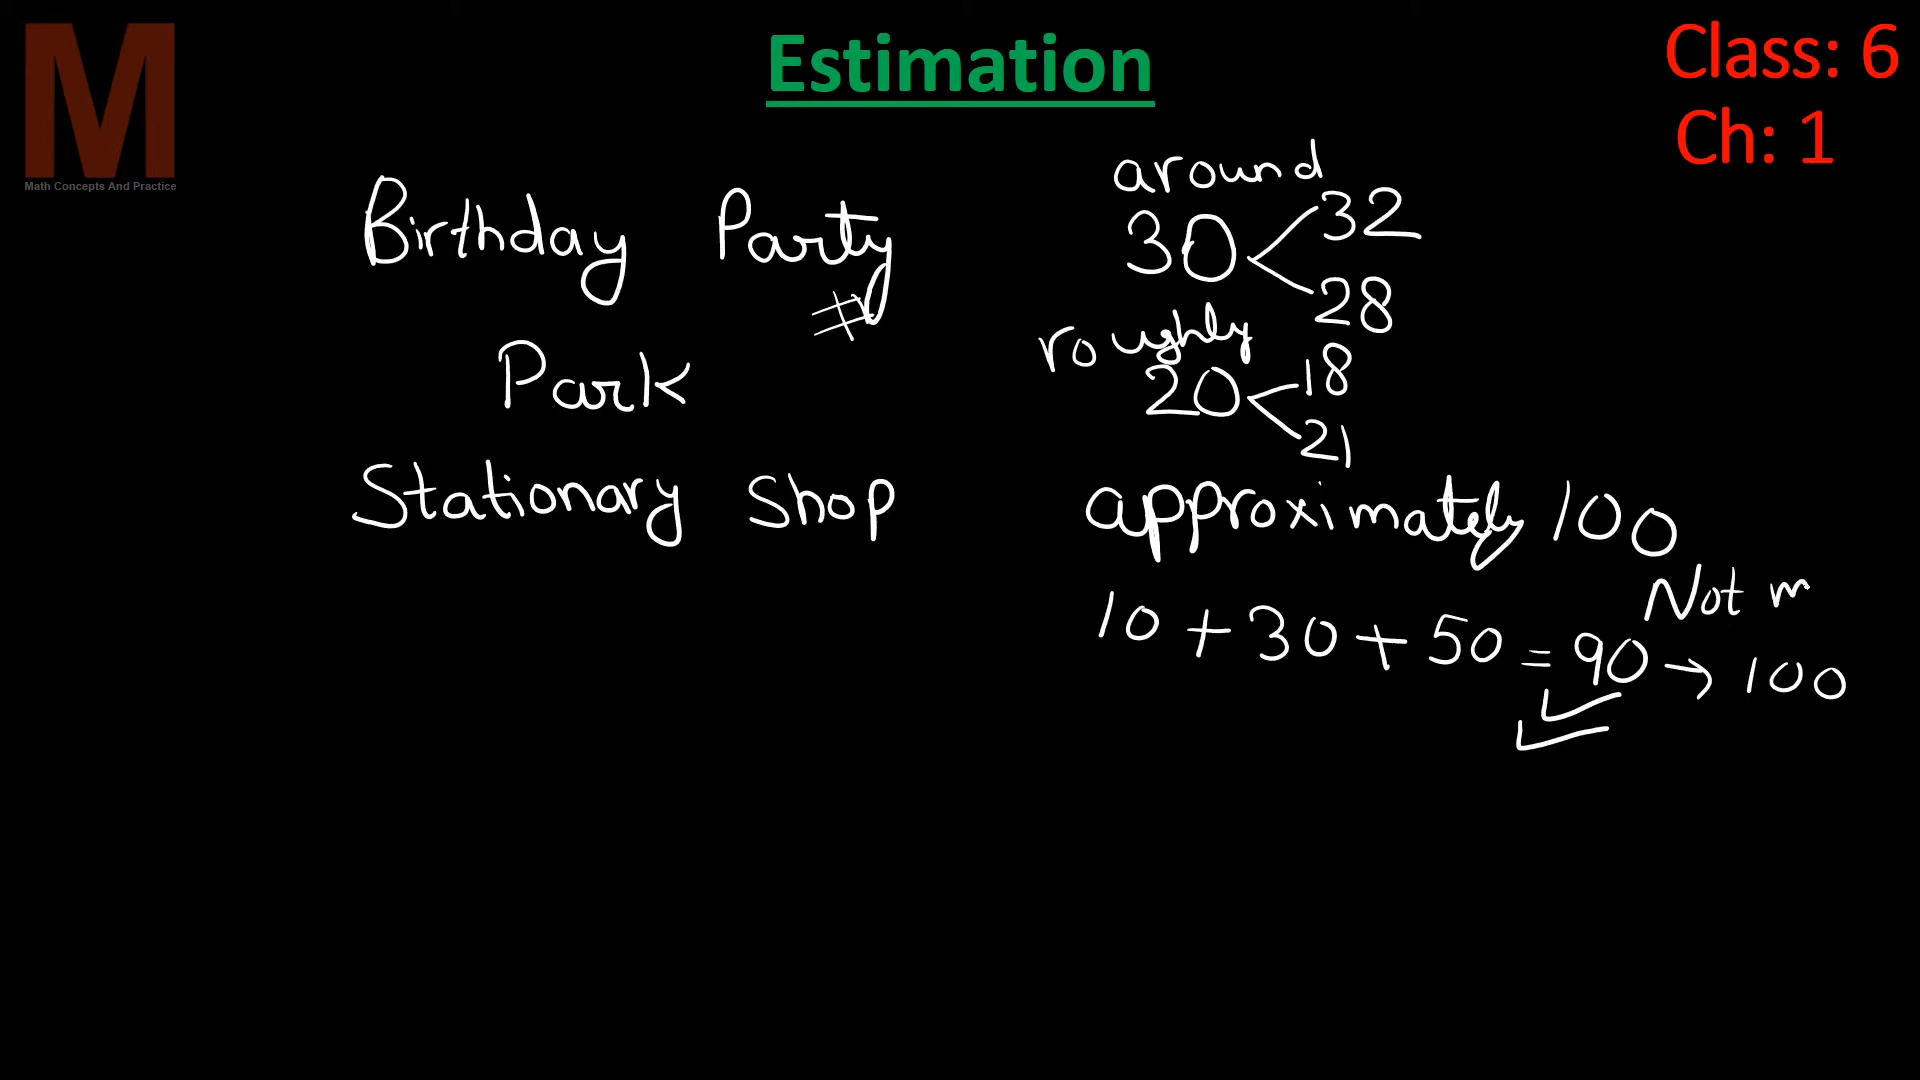 M
Math Concepts And Practice
Estimation
Class: 6
Ch: 1
Birthday Party around 30 32 28
Park roughly 20 18 21
Stationary Shop approximately 100
Not m
10 + 30 + 50 = 90 → 100